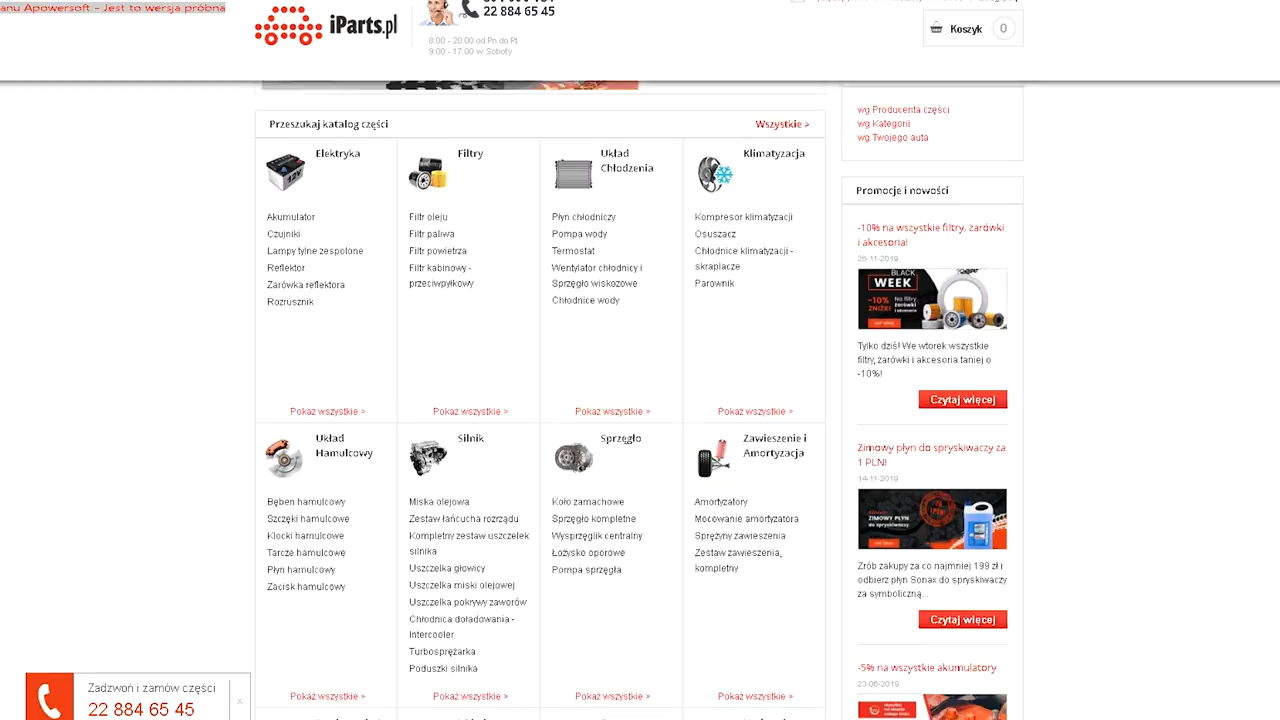 anu Apowersoft - Jest to wersja próbna
iParts.pl
22 884 65 45
8:00 - 20:00 od Pn do Pt
9:00 - 17:00 w Soboty
Koszyk 0
Przeszukaj katalog części
Wszystkie >
Elektryka
Akumulator
Czujniki
Lampy tylne zespolone
Reflektor
Żarówka reflektora
Rozrusznik
Pokaż wszystkie >
Filtry
Filtr oleju
Filtr paliwa
Filtr powietrza
Filtr kabinowy -
przeciwpyłkowy
Pokaż wszystkie >
Układ
Chłodzenia
Płyn chłodniczy
Pompa wody
Termostat
Wentylator chłodnicy i
Sprzęgło wiskozowe
Chłodnice wody
Pokaż wszystkie >
Klimatyzacja
Kompresor klimatyzacji
Osuszacz
Chłodnice klimatyzacji -
skraplacze
Parownik
Pokaż wszystkie >
Układ
Hamulcowy
Bęben hamulcowy
Szczęki hamulcowe
Klocki hamulcowe
Tarcze hamulcowe
Płyn hamulcowy
Zacisk hamulcowy
Pokaż wszystkie >
Silnik
Miska olejowa
Zestaw łańcucha rozrządu
Kompletny zestaw uszczelek
silnika
Uszczelka głowicy
Uszczelka miski olejowej
Uszczelka pokrywy zaworów
Chłodnica doładowania -
Intercooler
Turbosprężarka
Poduszki silnika
Pokaż wszystkie >
Sprzęgło
Koło zamachowe
Sprzęgło kompletne
Wysprzęglik centralny
Łożysko oporowe
Pompa sprzęgła
Pokaż wszystkie >
Zawieszenie i
Amortyzacja
Amortyzatory
Mocowanie amortyzatora
Sprężyny zawieszenia
Zestaw zawieszenia,
kompletny
Pokaż wszystkie >
wg Producenta części
wg Kategorii
wg Twojego auta
Promocje i nowości
-10% na wszystkie filtry, żarówki
i akcesoria!
26-11-2019
BLACK
WEEK
-10%
ZNIŻKI
Na filtry
żarówki
i akcesoria
Tylko dziś! We wtorek wszystkie
filtry, żarówki i akcesoria taniej o
-10%!
Czytaj więcej
Zimowy płyn do spryskiwaczy za
1 PLN!
14-11-2019
ZIMOWY PŁYN
do spryskiwaczy
Zrób zakupy za co najmniej 199 zł i
odbierz płyn Sonax do spryskiwaczy
za symboliczną...
Czytaj więcej
-5% na wszystkie akumulatory
23-08-2019
Zadzwoń i zamów części
22 884 65 45
x